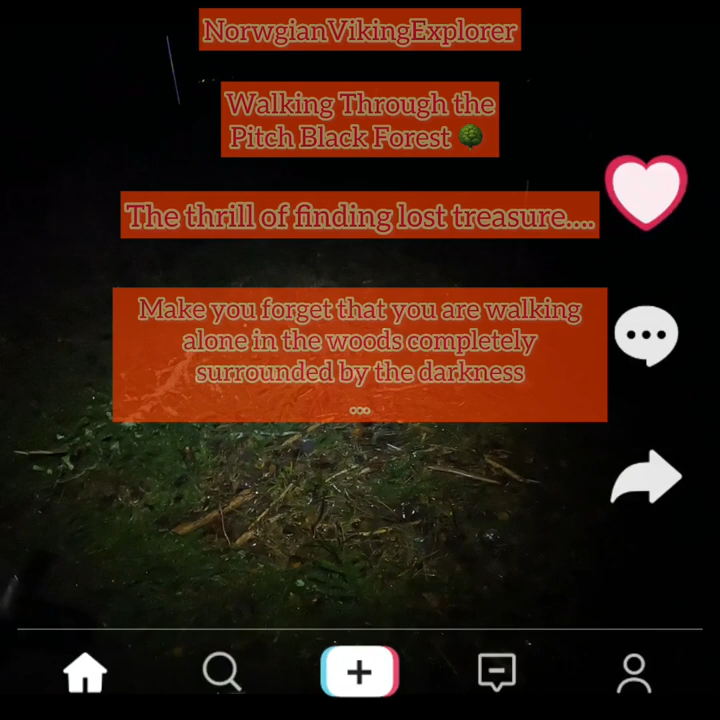 NorwgianVikingExplorer
Walking Through the
Pitch Black Forest 🌳
The thrill of finding lost treasure....
Make you forget that you are walking
alone in the woods completely
surrounded by the darkness
...